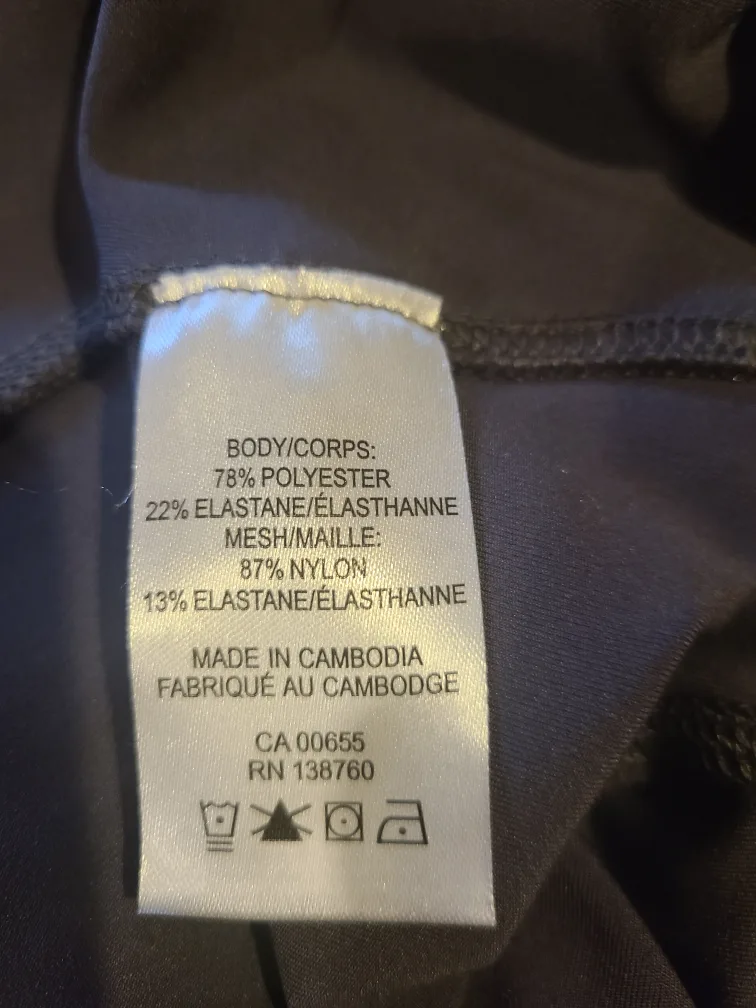 BODY/CORPS:
78% POLYESTER
22% ELASTANE/ÉLASTHANNE
MESH/MAILLE:
87% NYLON
13% ELASTANE/ÉLASTHANNE
MADE IN CAMBODIA
FABRIQUÉ AU CAMBODGE
CA 00655
RN 138760